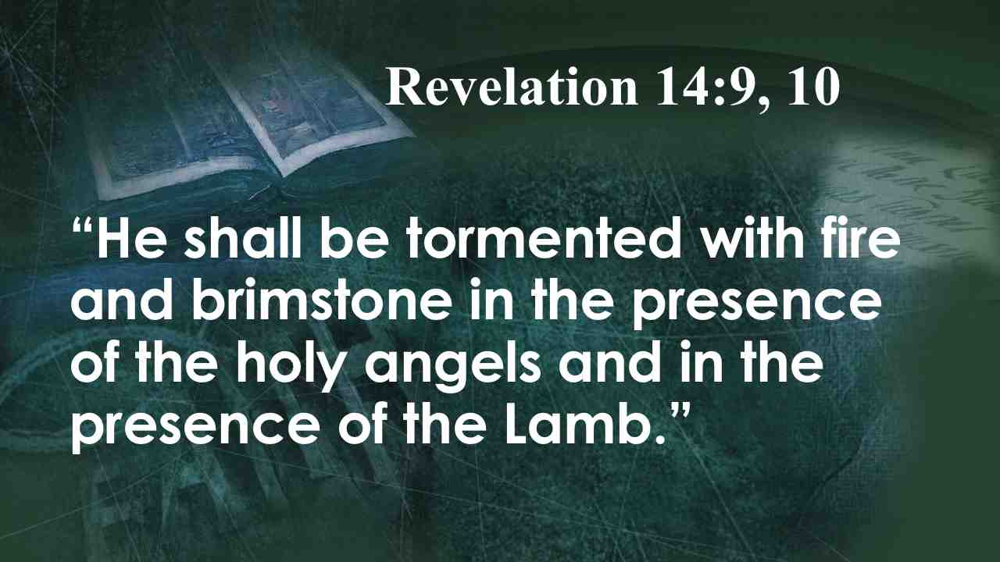 Revelation 14:9, 10
“He shall be tormented with fire
and brimstone in the presence
of the holy angels and in the
presence of the Lamb.”